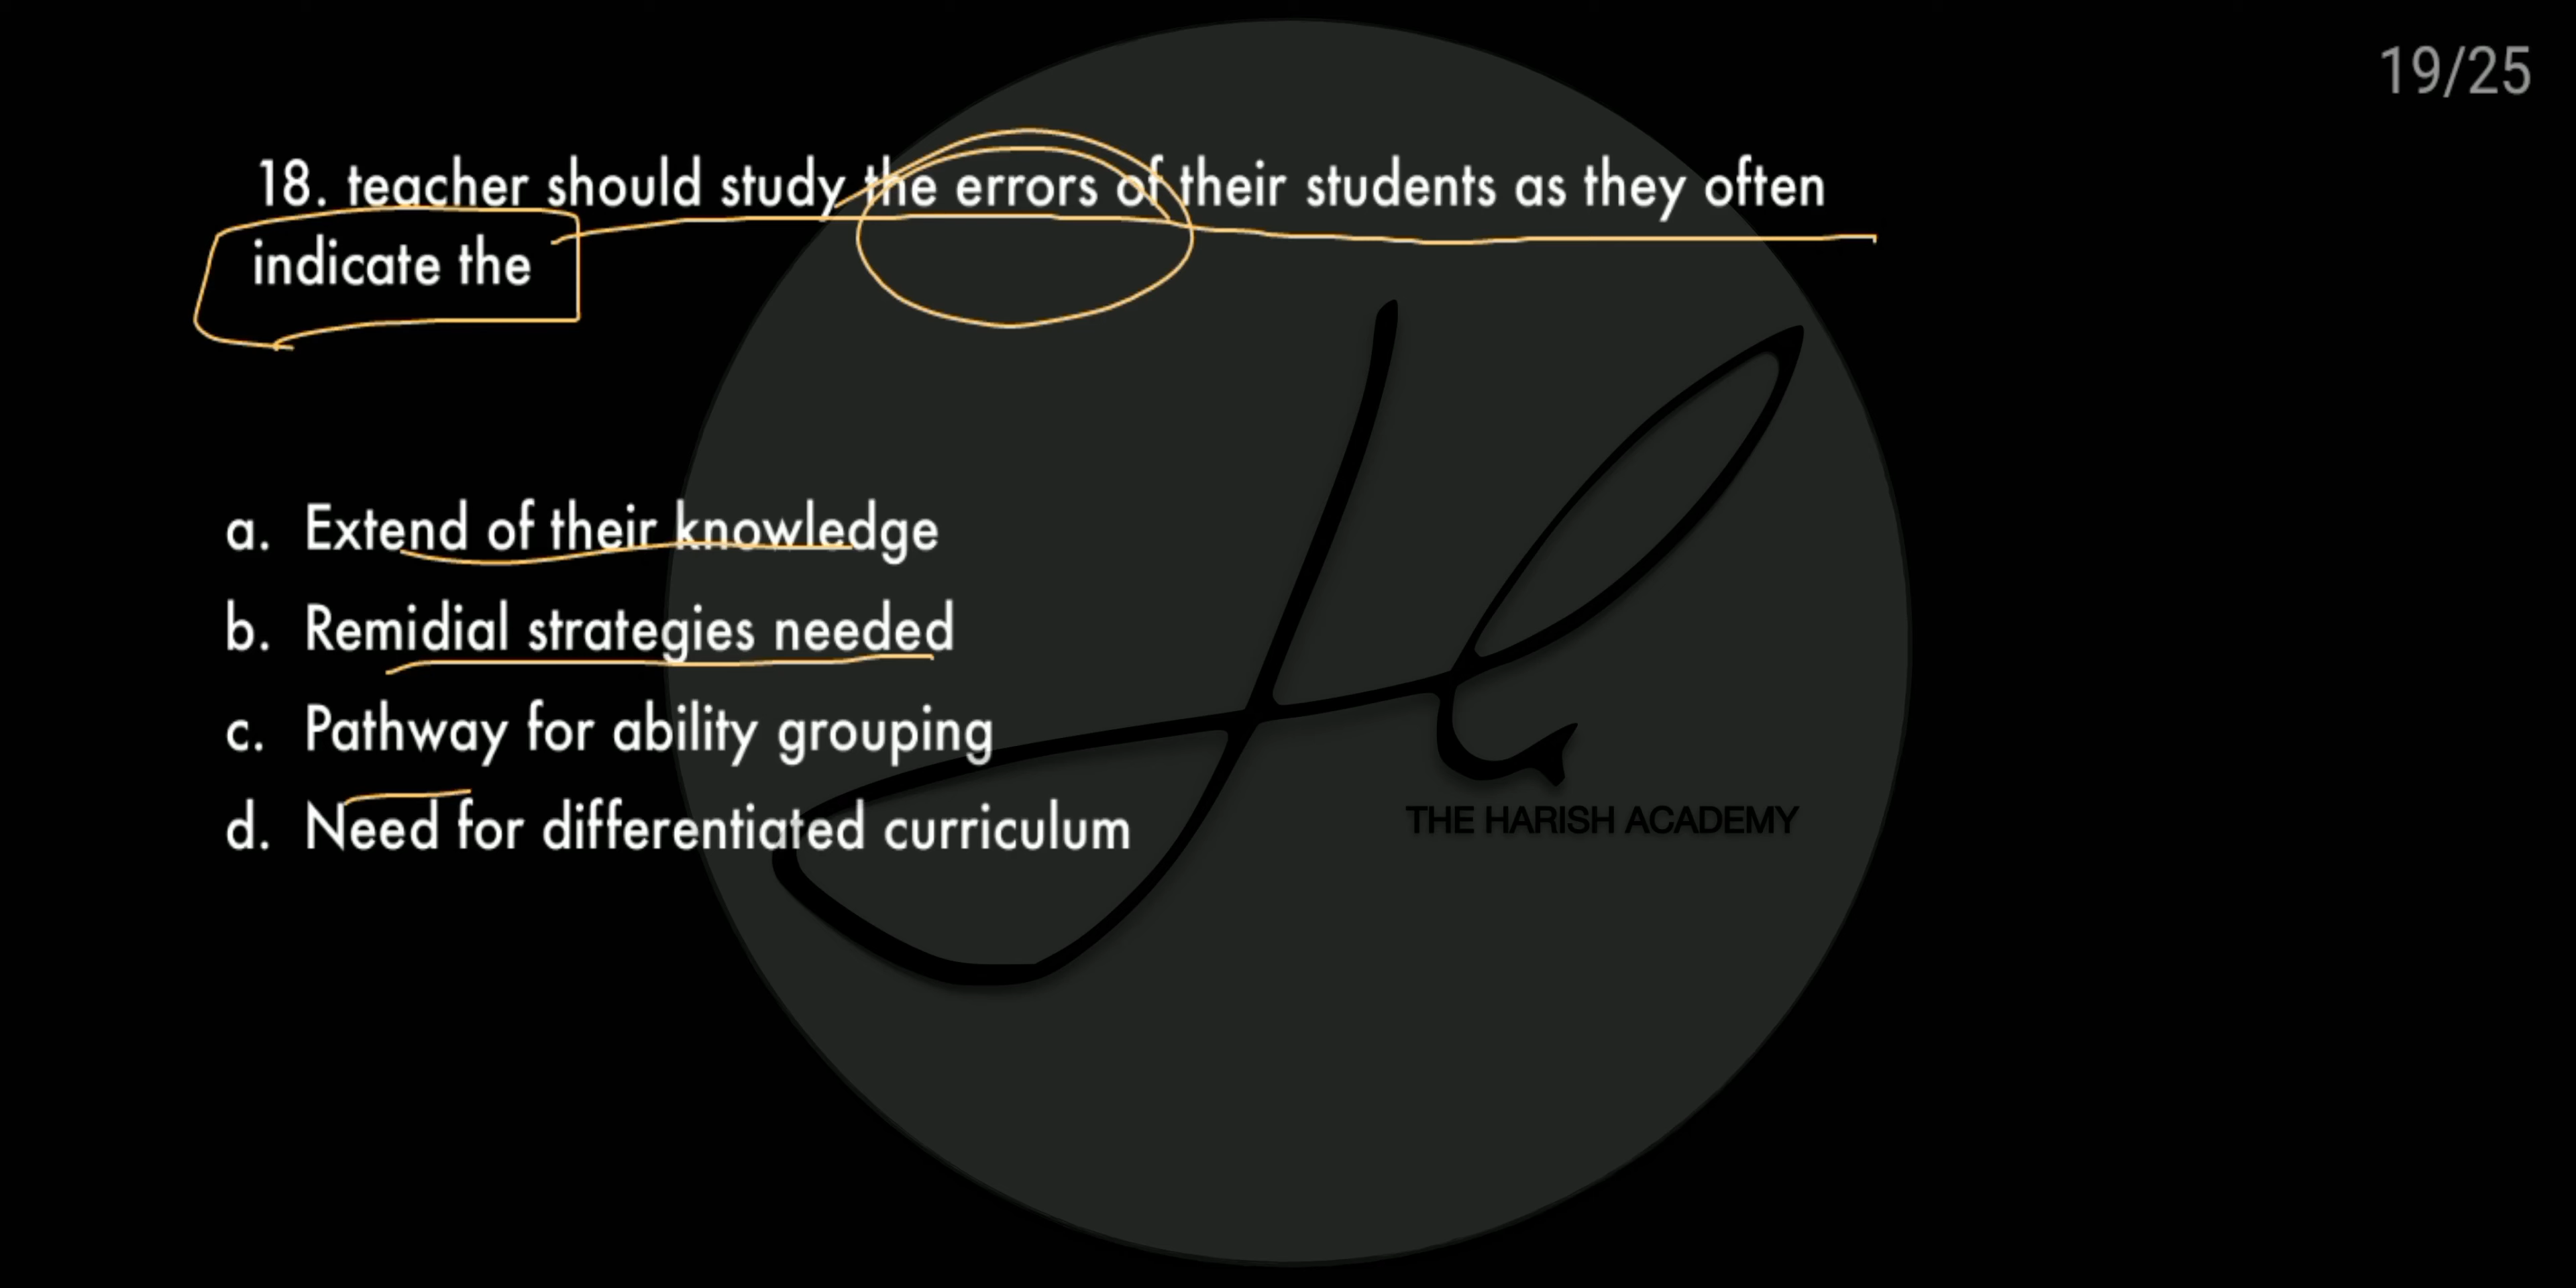 19/25
18. teacher should study the errors of their students as they often
indicate the
a. Extend of their knowledge
b. Remidial strategies needed
c. Pathway for ability grouping
d. Need for differentiated curriculum
THE HARISH ACADEMY